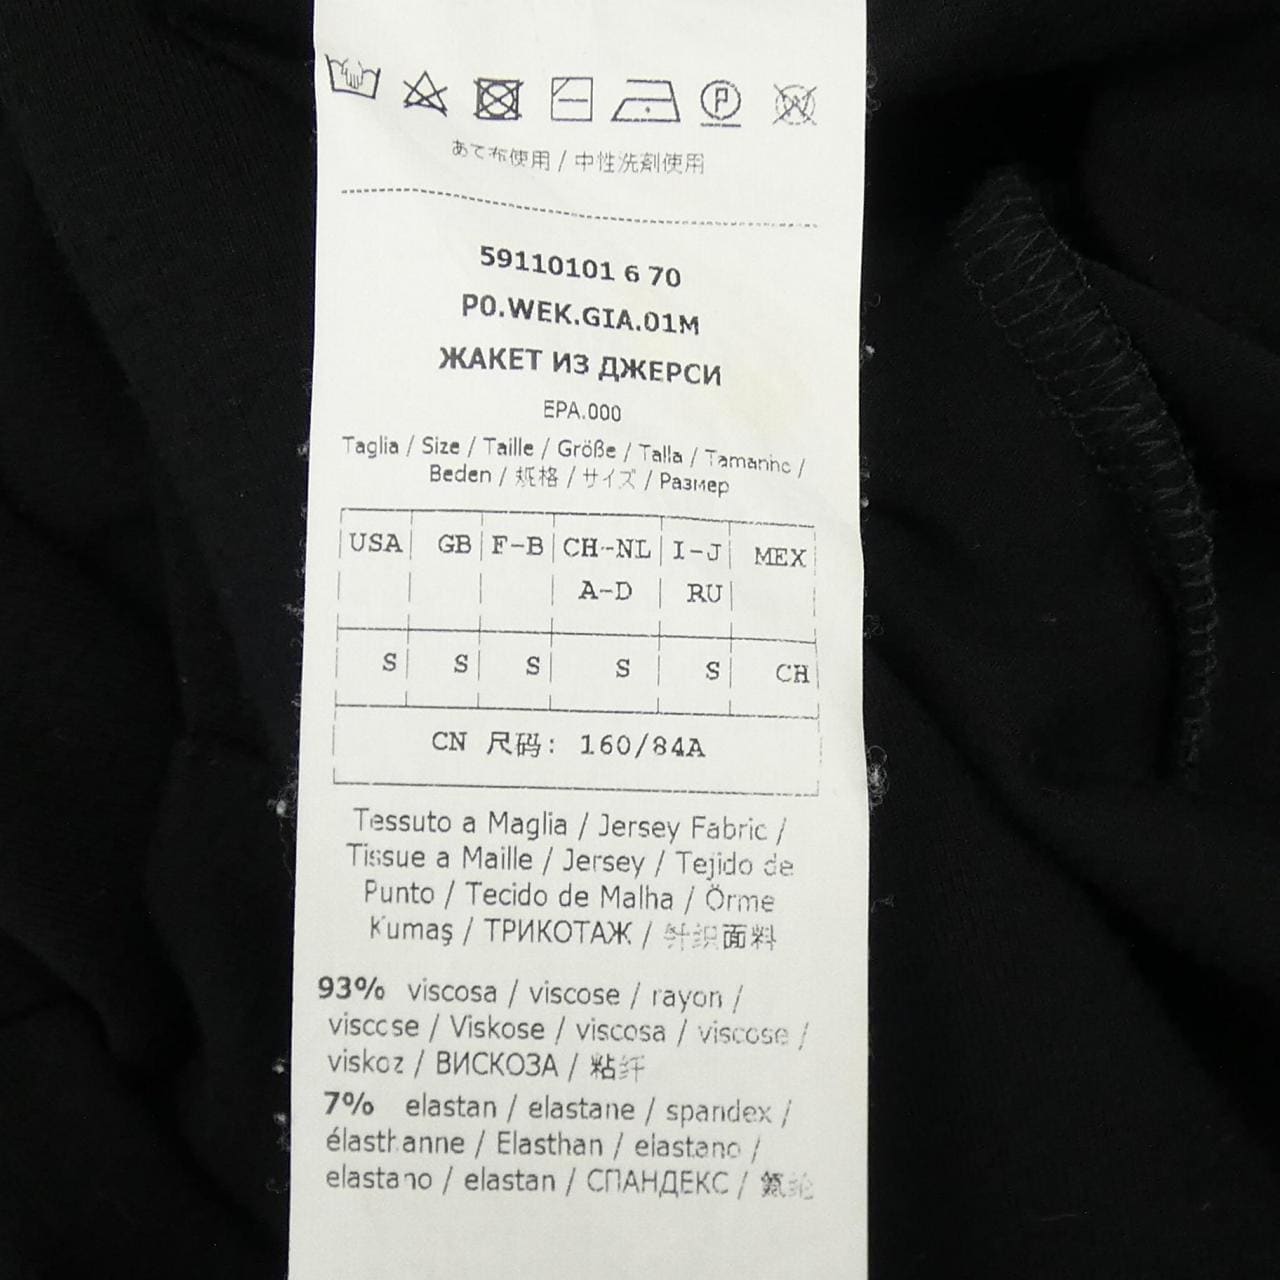 P
W
あて布使用 / 中性洗剤使用
59110101 6 70
P0.WEK.GIA.01M
ЖАКЕТ ИЗ ДЖЕРСИ
EPA.000
Taglia / Size / Taille / Größe / Talla / Tamanho /
Beden / 规格 / サイズ / Размер
USA GB F-B CH-NL I-J MEX
A-D RU
S S S S S CH
CN 尺码: 160/84A
Tessuto a Maglia / Jersey Fabric /
Tissue a Maille / Jersey / Tejido de
Punto / Tecido de Malha / Örme
Kumaş / ТРИКОТАЖ / 针织面料
93% viscosa / viscose / rayon /
viscose / Viskose / viscosa / viscose /
viskoz / ВИСКОЗА / 粘纤
7% elastan / elastane / spandex /
élasthanne / Elasthan / elastano /
elastano / elastan / СПАНДЕКС / 氨纶